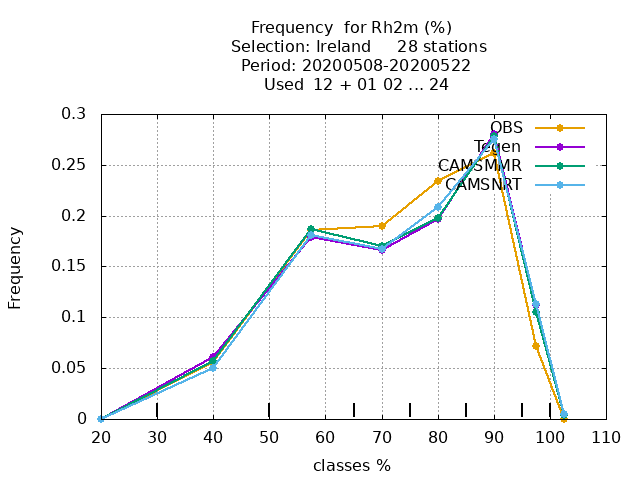 Frequency  for Rh2m (%)
Selection: Ireland     28 stations
Period: 20200508-20200522
Used  12 + 01 02 ... 24
OBS
Tegen
CAMSMMR
CAMSNRT
0.3
0.25
0.2
0.15
0.1
0.05
0
Frequency
20 30 40 50 60 70 80 90 100 110
classes %